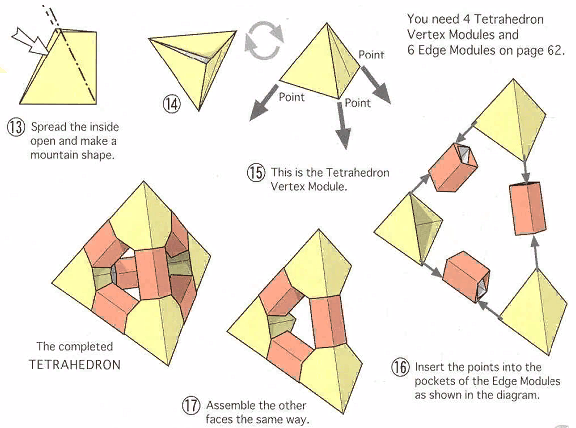 You need 4 Tetrahedron
Vertex Modules and
6 Edge Modules on page 62.
13 Spread the inside
open and make a
mountain shape.
14
Point
Point
Point
15 This is the Tetrahedron
Vertex Module.
The completed
TETRAHEDRON
16 Insert the points into the
pockets of the Edge Modules
as shown in the diagram.
17 Assemble the other
faces the same way.